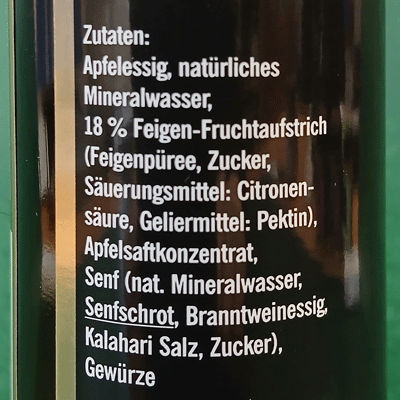 Zutaten:
Apfelessig, natürliches
Mineralwasser,
18 % Feigen-Fruchtaufstrich
(Feigenpüree, Zucker,
Säuerungsmittel: Citronen-
säure, Geliermittel: Pektin),
Apfelsaftkonzentrat,
Senf (nat. Mineralwasser,
Senfschrot, Branntweinessig,
Kalahari Salz, Zucker),
Gewürze